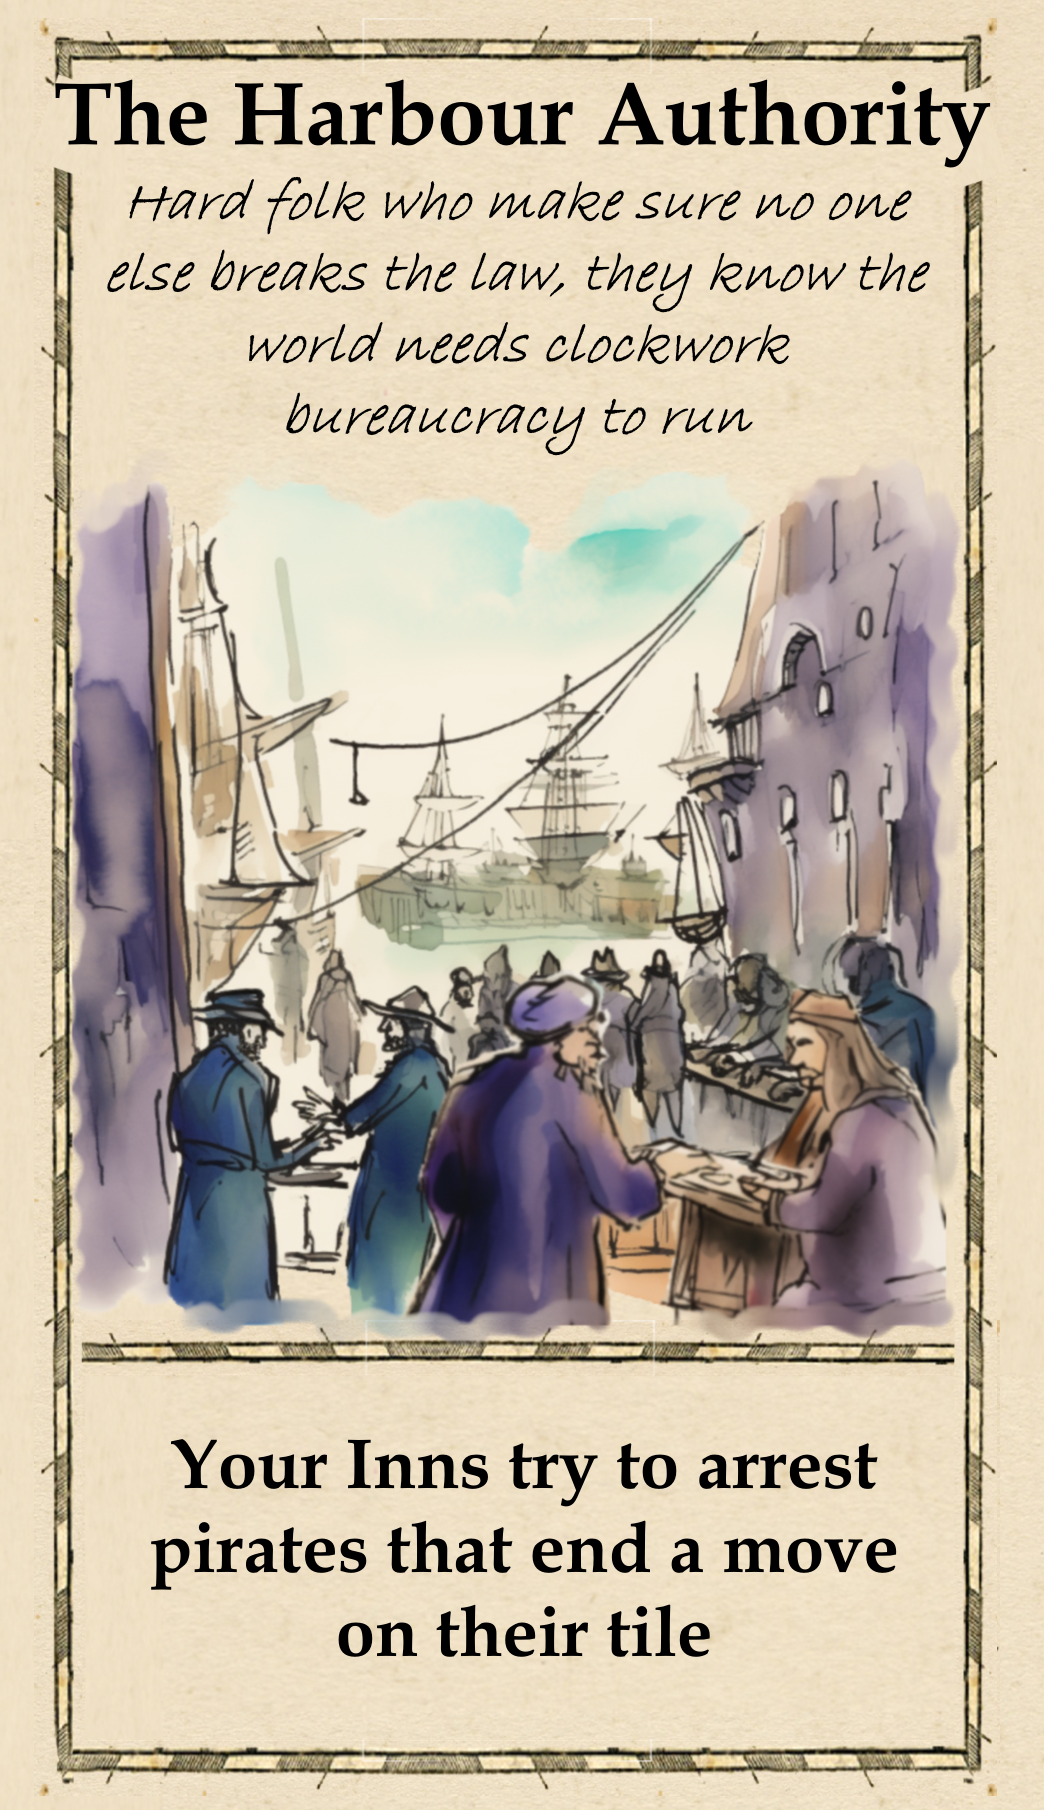 The Harbour Authority
Hard folk who make sure no one
else breaks the law, they know the
world needs clockwork
bureaucracy to run
Your Inns try to arrest
pirates that end a move
on their tile